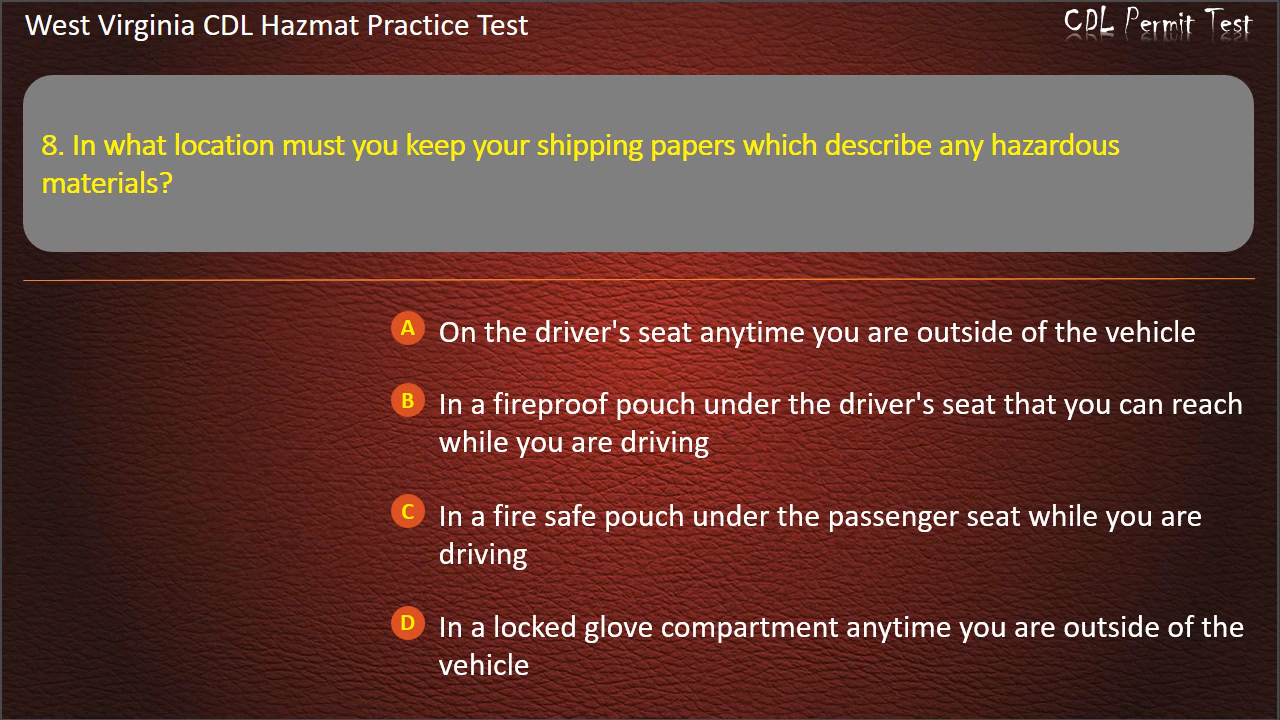 West Virginia CDL Hazmat Practice Test
CDL Permit Test
8. In what location must you keep your shipping papers which describe any hazardous
materials?
A On the driver's seat anytime you are outside of the vehicle
B In a fireproof pouch under the driver's seat that you can reach
while you are driving
C In a fire safe pouch under the passenger seat while you are
driving
D In a locked glove compartment anytime you are outside of the
vehicle